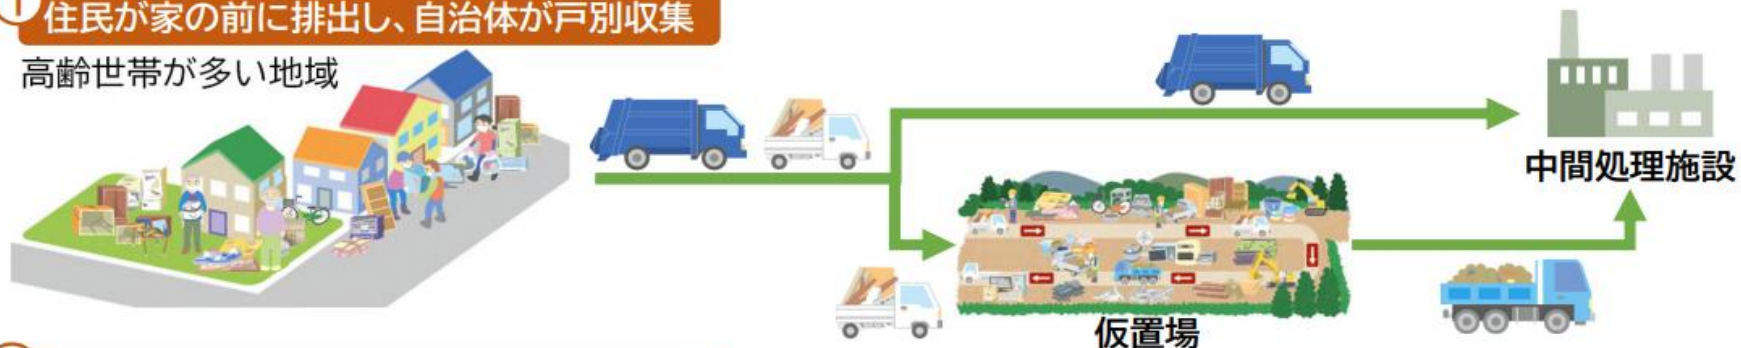 1
住民が家の前に排出し、自治体が戸別収集
高齢世帯が多い地域
中間処理施設
仮置場